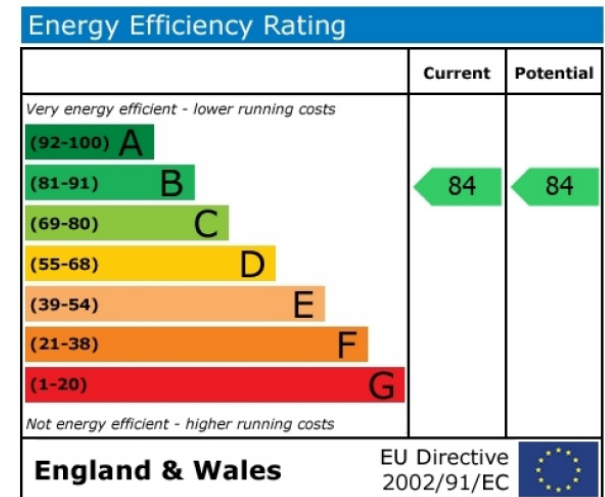 Energy Efficiency Rating
Current Potential
Very energy efficient - lower running costs
(92-100) A
(81-91) B 84 84
(69-80) C
(55-68) D
(39-54) E
(21-38) F
(1-20) G
Not energy efficient - higher running costs
England & Wales
EU Directive
2002/91/EC